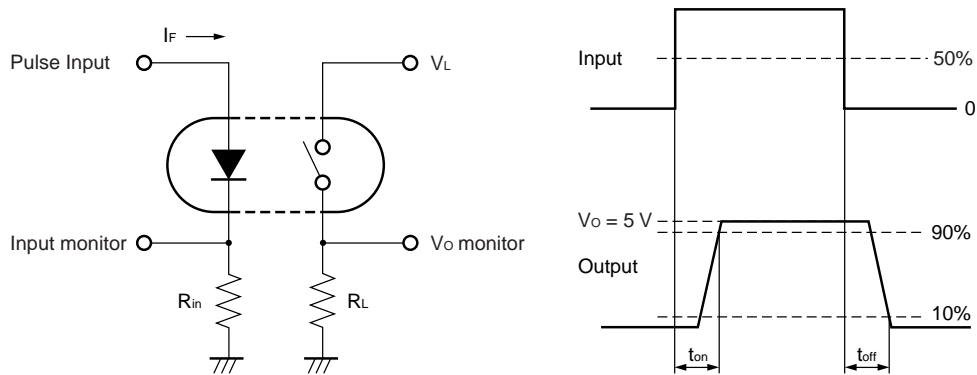 IF
Pulse Input
VL
Input monitor
VO monitor
Rin
RL
Input
50%
0
VO = 5 V
90%
Output
10%
ton
toff